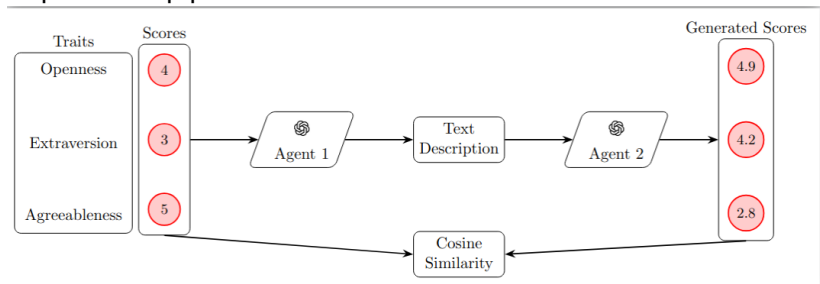 Traits
Scores
Generated Scores
Openness
4
4.9
Extraversion
3
Agent 1
Text
Description
Agent 2
4.2
Agreeableness
5
2.8
Cosine
Similarity